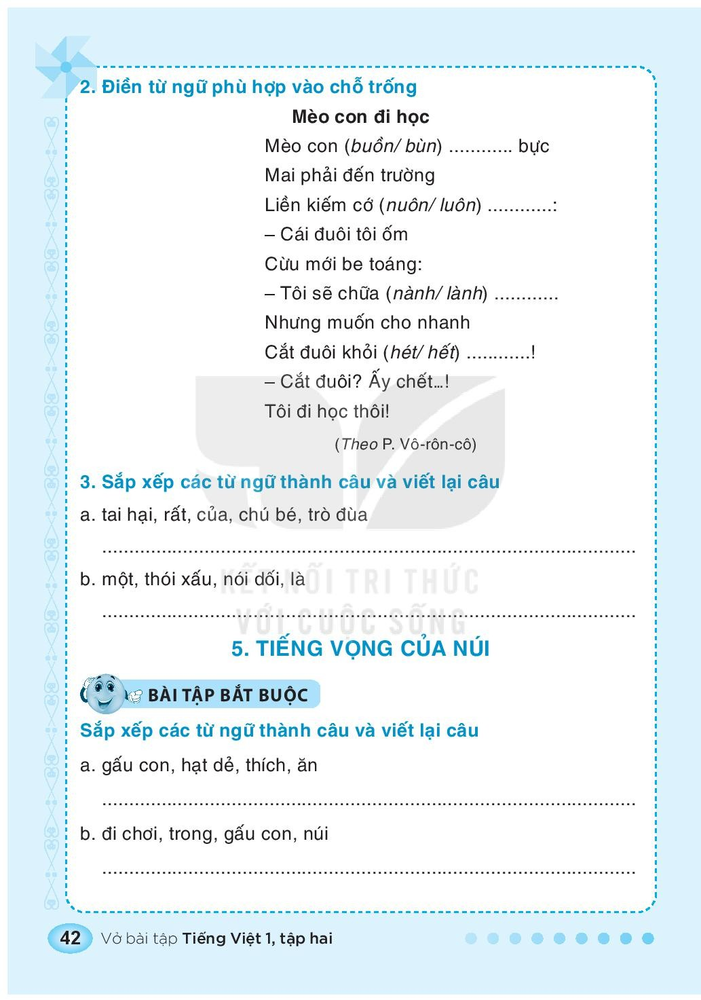 2. Điền từ ngữ phù hợp vào chỗ trống
Mèo con đi học
Mèo con (buồn/ bùn) ............ bực
Mai phải đến trường
Liền kiếm cớ (nuôn/ luôn) ............:
– Cái đuôi tôi ốm
Cừu mới be toáng:
– Tôi sẽ chữa (nành/ lành) ............
Nhưng muốn cho nhanh
Cắt đuôi khỏi (hét/ hết) ............!
– Cắt đuôi? Ấy chết...!
Tôi đi học thôi!
(Theo P. Vô-rôn-cô)
3. Sắp xếp các từ ngữ thành câu và viết lại câu
a. tai hại, rất, của, chú bé, trò đùa
b. một, thói xấu, nói dối, là
KẾT NỐI TRI THỨC
VỚI CUỘC SỐNG
5. TIẾNG VỌNG CỦA NÚI
BÀI TẬP BẮT BUỘC
Sắp xếp các từ ngữ thành câu và viết lại câu
a. gấu con, hạt dẻ, thích, ăn
b. đi chơi, trong, gấu con, núi
42 Vở bài tập Tiếng Việt 1, tập hai